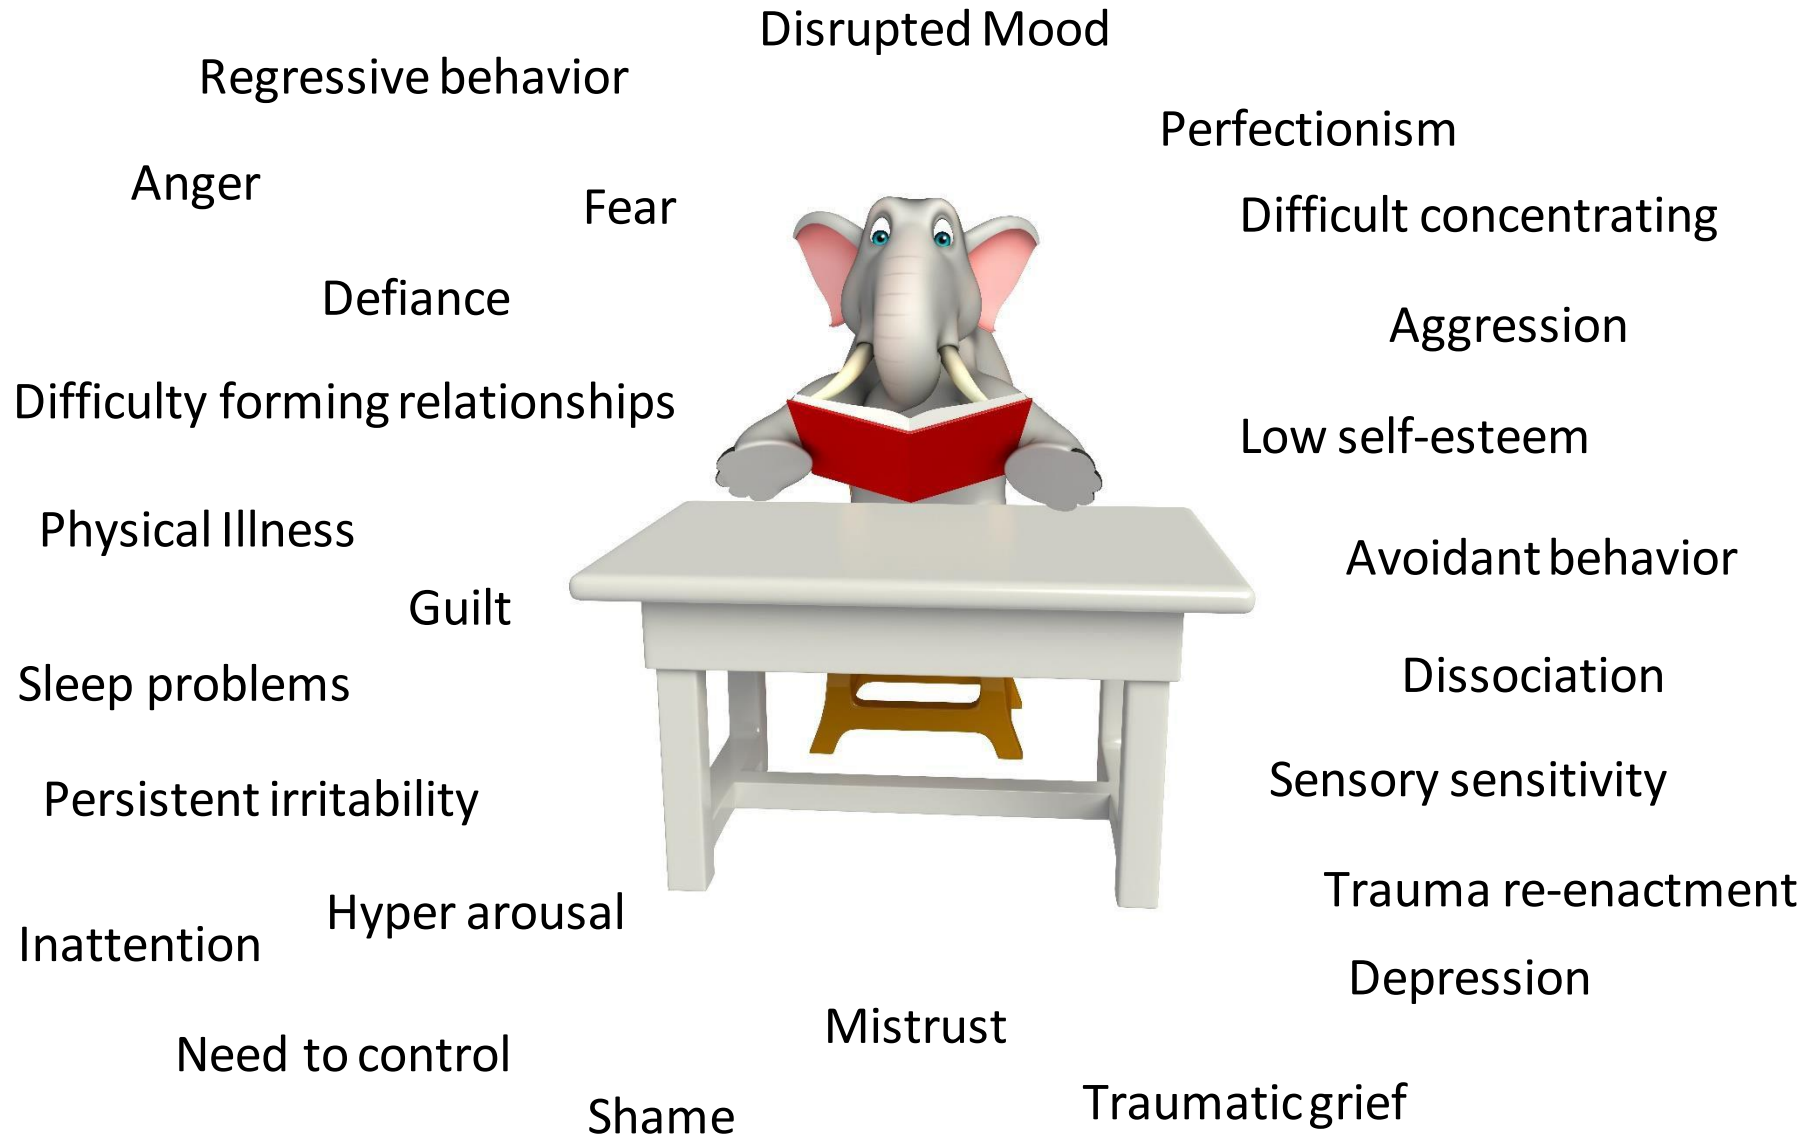 Disrupted Mood
Regressive behavior
Perfectionism
Anger
Fear
Difficult concentrating
Defiance
Aggression
Difficulty forming relationships
Low self-esteem
Physical Illness
Avoidant behavior
Guilt
Dissociation
Sleep problems
Sensory sensitivity
Persistent irritability
Trauma re-enactment
Hyper arousal
Inattention
Depression
Mistrust
Need to control
Traumatic grief
Shame